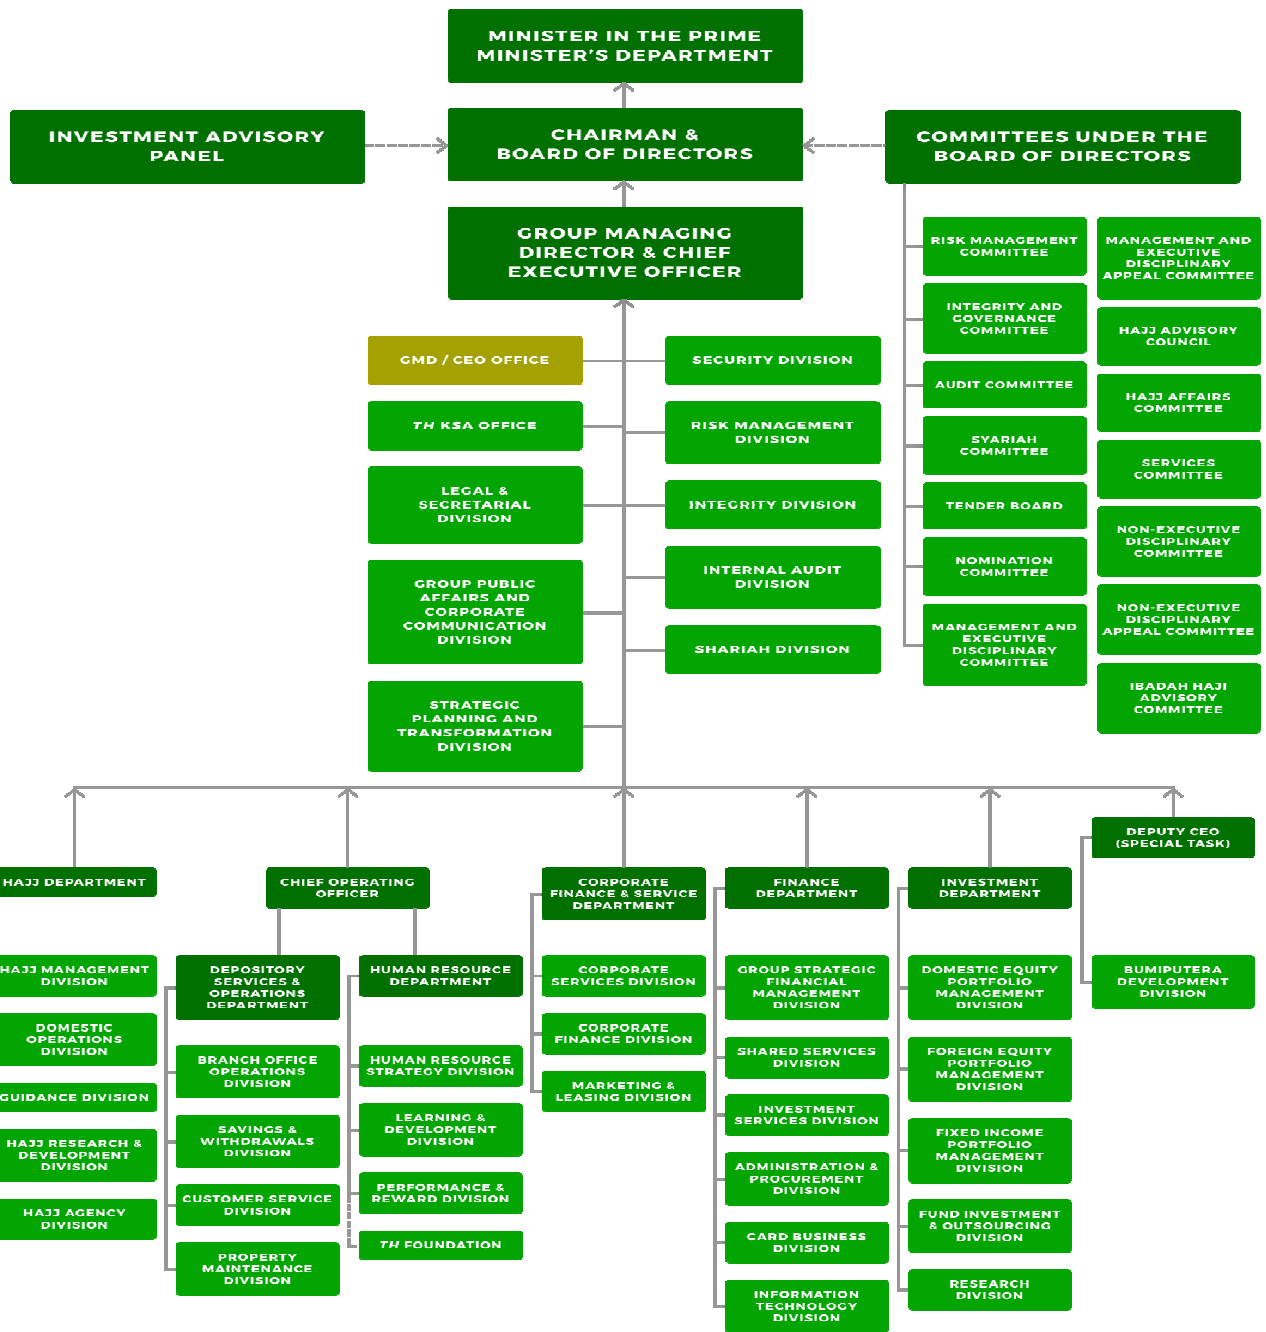 MINISTER IN THE PRIME
MINISTER'S DEPARTMENT
INVESTMENT ADVISORY
PANEL
CHAIRMAN &
BOARD OF DIRECTORS
COMMITTEES UNDER THE
BOARD OF DIRECTORS
GROUP MANAGING
DIRECTOR & CHIEF
EXECUTIVE OFFICER
RISK MANAGEMENT
COMMITTEE
INTEGRITY AND
GOVERNANCE
COMMITTEE
AUDIT COMMITTEE
SYARIAH
COMMITTEE
TENDER BOARD
NOMINATION
COMMITTEE
MANAGEMENT AND
EXECUTIVE
DISCIPLINARY
COMMITTEE
MANAGEMENT AND
EXECUTIVE
DISCIPLINARY
APPEAL COMMITTEE
HAJJ ADVISORY
COUNCIL
HAJJ AFFAIRS
COMMITTEE
SERVICES
COMMITTEE
NON-EXECUTIVE
DISCIPLINARY
COMMITTEE
NON-EXECUTIVE
DISCIPLINARY
APPEAL COMMITTEE
IBADAH HAJI
ADVISORY
COMMITTEE
GMD / CEO OFFICE
TH KSA OFFICE
LEGAL &
SECRETARIAL
DIVISION
GROUP PUBLIC
AFFAIRS AND
CORPORATE
COMMUNICATION
DIVISION
STRATEGIC
PLANNING AND
TRANSFORMATION
DIVISION
SECURITY DIVISION
RISK MANAGEMENT
DIVISION
INTEGRITY DIVISION
INTERNAL AUDIT
DIVISION
SHARIAH DIVISION
HAJJ DEPARTMENT
HAJJ MANAGEMENT
DIVISION
DOMESTIC
OPERATIONS
DIVISION
GUIDANCE DIVISION
HAJJ RESEARCH &
DEVELOPMENT
DIVISION
HAJJ AGENCY
DIVISION
CHIEF OPERATING
OFFICER
DEPOSITORY
SERVICES &
OPERATIONS
DEPARTMENT
BRANCH OFFICE
OPERATIONS
DIVISION
SAVINGS &
WITHDRAWALS
DIVISION
CUSTOMER SERVICE
DIVISION
PROPERTY
MAINTENANCE
DIVISION
HUMAN RESOURCE
DEPARTMENT
HUMAN RESOURCE
STRATEGY DIVISION
LEARNING &
DEVELOPMENT
DIVISION
PERFORMANCE &
REWARD DIVISION
TH FOUNDATION
CORPORATE
FINANCE & SERVICE
DEPARTMENT
CORPORATE
SERVICES DIVISION
CORPORATE
FINANCE DIVISION
MARKETING &
LEASING DIVISION
FINANCE
DEPARTMENT
GROUP STRATEGIC
FINANCIAL
MANAGEMENT
DIVISION
SHARED SERVICES
DIVISION
INVESTMENT
SERVICES DIVISION
ADMINISTRATION &
PROCUREMENT
DIVISION
CARD BUSINESS
DIVISION
INFORMATION
TECHNOLOGY
DIVISION
INVESTMENT
DEPARTMENT
DOMESTIC EQUITY
PORTFOLIO
MANAGEMENT
DIVISION
FOREIGN EQUITY
PORTFOLIO
MANAGEMENT
DIVISION
FIXED INCOME
PORTFOLIO
MANAGEMENT
DIVISION
FUND INVESTMENT
& OUTSOURCING
DIVISION
RESEARCH
DIVISION
DEPUTY CEO
(SPECIAL TASK)
BUMIPUTERA
DEVELOPMENT
DIVISION